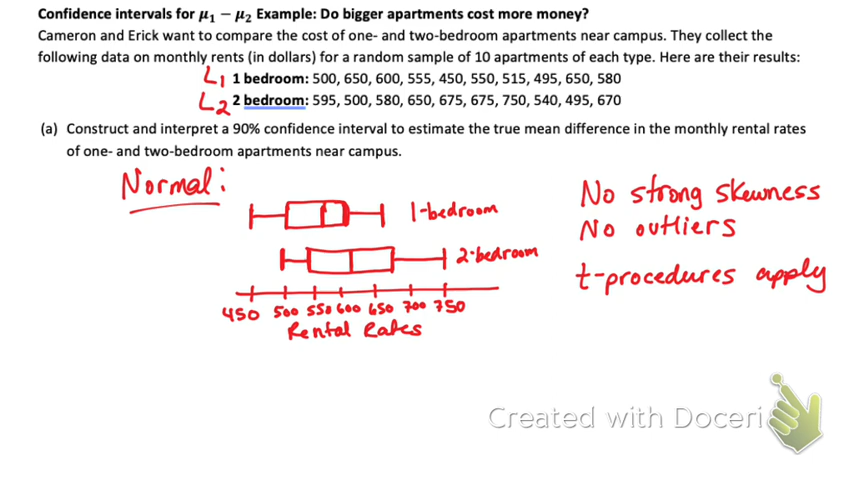 Confidence intervals for μ₁ − μ₂ Example: Do bigger apartments cost more money?
Cameron and Erick want to compare the cost of one- and two-bedroom apartments near campus. They collect the
following data on monthly rents (in dollars) for a random sample of 10 apartments of each type. Here are their results:
L1 1 bedroom: 500, 650, 600, 555, 450, 550, 515, 495, 650, 580
L2 2 bedroom: 595, 500, 580, 650, 675, 675, 750, 540, 495, 670
(a) Construct and interpret a 90% confidence interval to estimate the true mean difference in the monthly rental rates
of one- and two-bedroom apartments near campus.
Normal:
1-bedroom
2-bedroom
450 500 550 600 650 700 750
Rental Rates
No strong skewness
No outliers
t-procedures apply
Created with Doceri